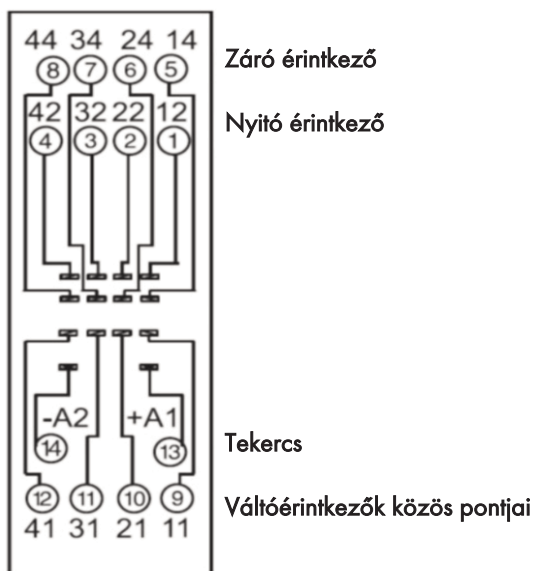 44 34 24 14
8 7 6 5
Záró érintkező
42 32 22 12
4 3 2 1
Nyitó érintkező
-A2 +A1
14 13
Tekercs
12 11 10 9
41 31 21 11
Váltóérintkezők közös pontjai